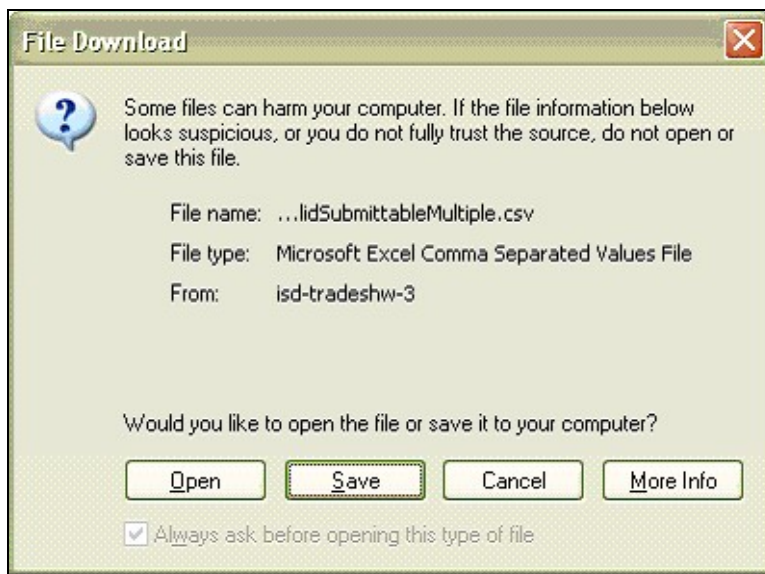 File Download
Some files can harm your computer. If the file information below
looks suspicious, or you do not fully trust the source, do not open or
save this file.
File name: ...lidSubmittableMultiple.csv
File type: Microsoft Excel Comma Separated Values File
From: isd-tradeshw-3
Would you like to open the file or save it to your computer?
Open Save Cancel More Info
Always ask before opening this type of file